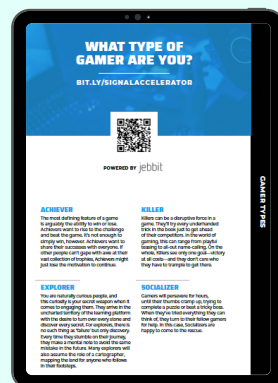 WHAT TYPE OF
GAMER ARE YOU?
BIT.LY/SIGNALACCELERATOR
POWERED BY jebbit
GAMER TYPES
ACHIEVER
The most defining feature of a game
is arguably the ability to win or lose.
Achievers want to rise to the challenge
and beat the game. It's not enough to
simply win, however. Achievers want to
share their successes with everyone. If
other people can't gape with awe at their
vast collection of trophies, Achievers might
just lose the motivation to continue.
KILLER
Killers can be a disruptive force in a
game. They'll try every underhanded
trick in the book just to get ahead
of their competitors. In the world of
gaming, this can range from playful
teasing to all-out name-calling. On the
whole, Killers see only one goal—victory
at all costs—and they don't care who
they have to trample to get there.
EXPLORER
You are naturally curious people, and
this curiosity is your secret weapon when it
comes to engaging them. They arrive in the
uncharted territory of the learning platform
with the desire to turn over every stone and
discover every secret. For explorers, there is
no such thing as "failure" but only discovery.
Every time they stumble on their journey,
they make a mental note to avoid the same
mistake in the future. Many explorers will
also assume the role of a cartographer,
mapping the land for anyone who follows
in their footsteps.
SOCIALIZER
Gamers will persevere for hours,
until their thumbs cramp up, trying to
complete a puzzle or beat a tricky boss.
When they've tried everything they can
think of, they turn to their fellow gamers
for help. In this case, Socializers are
happy to come to the rescue.